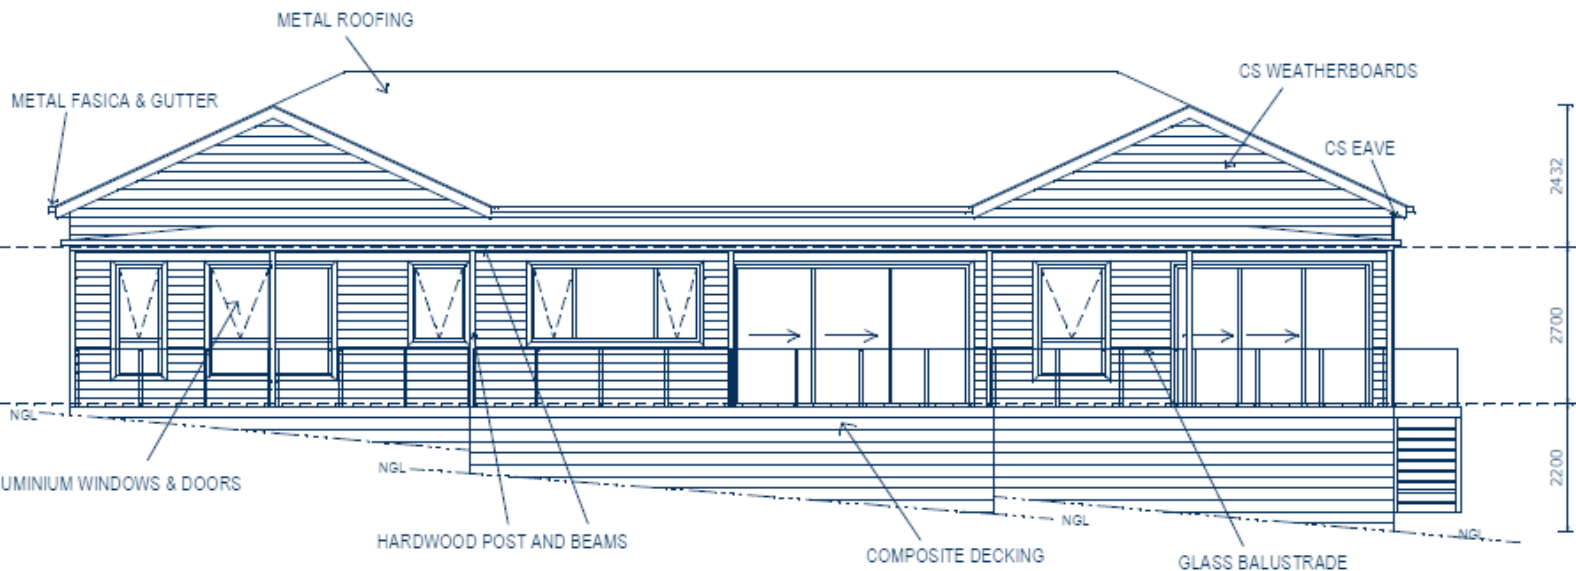 METAL ROOFING
CS WEATHERBOARDS
METAL FASICA & GUTTER
CS EAVE
2432
2700
NGL
2200
NGL
UMINIUM WINDOWS & DOORS
NGL
NGL
HARDWOOD POST AND BEAMS
COMPOSITE DECKING
GLASS BALUSTRADE